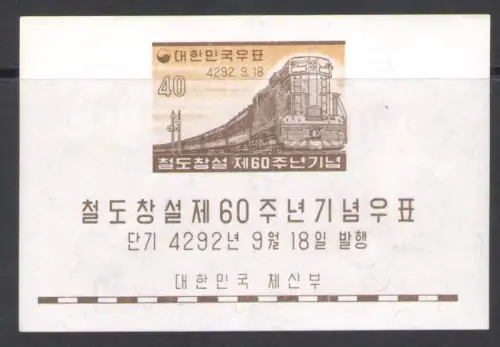 대한민국우표
4292.9.18
40
철도창설 제60주년기념
철도창설제60주년기념우표
단기 4292년 9월 18일 발행
대한민국 체신부